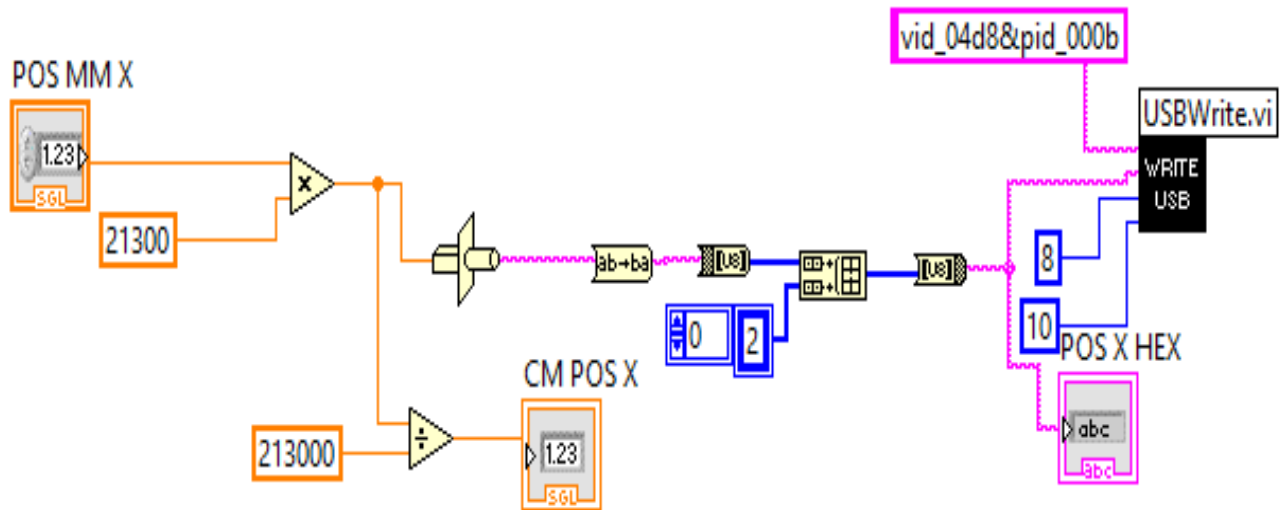 vid_04d8&pid_000b
POS MM X
USBWrite.vi
1.23
SGL
×
WRITE
USB
21300
ab→ba
[U8]
[U8]
8
0
2
10
POS X HEX
CM POS X
÷
213000
1.23
SGL
abc
abc